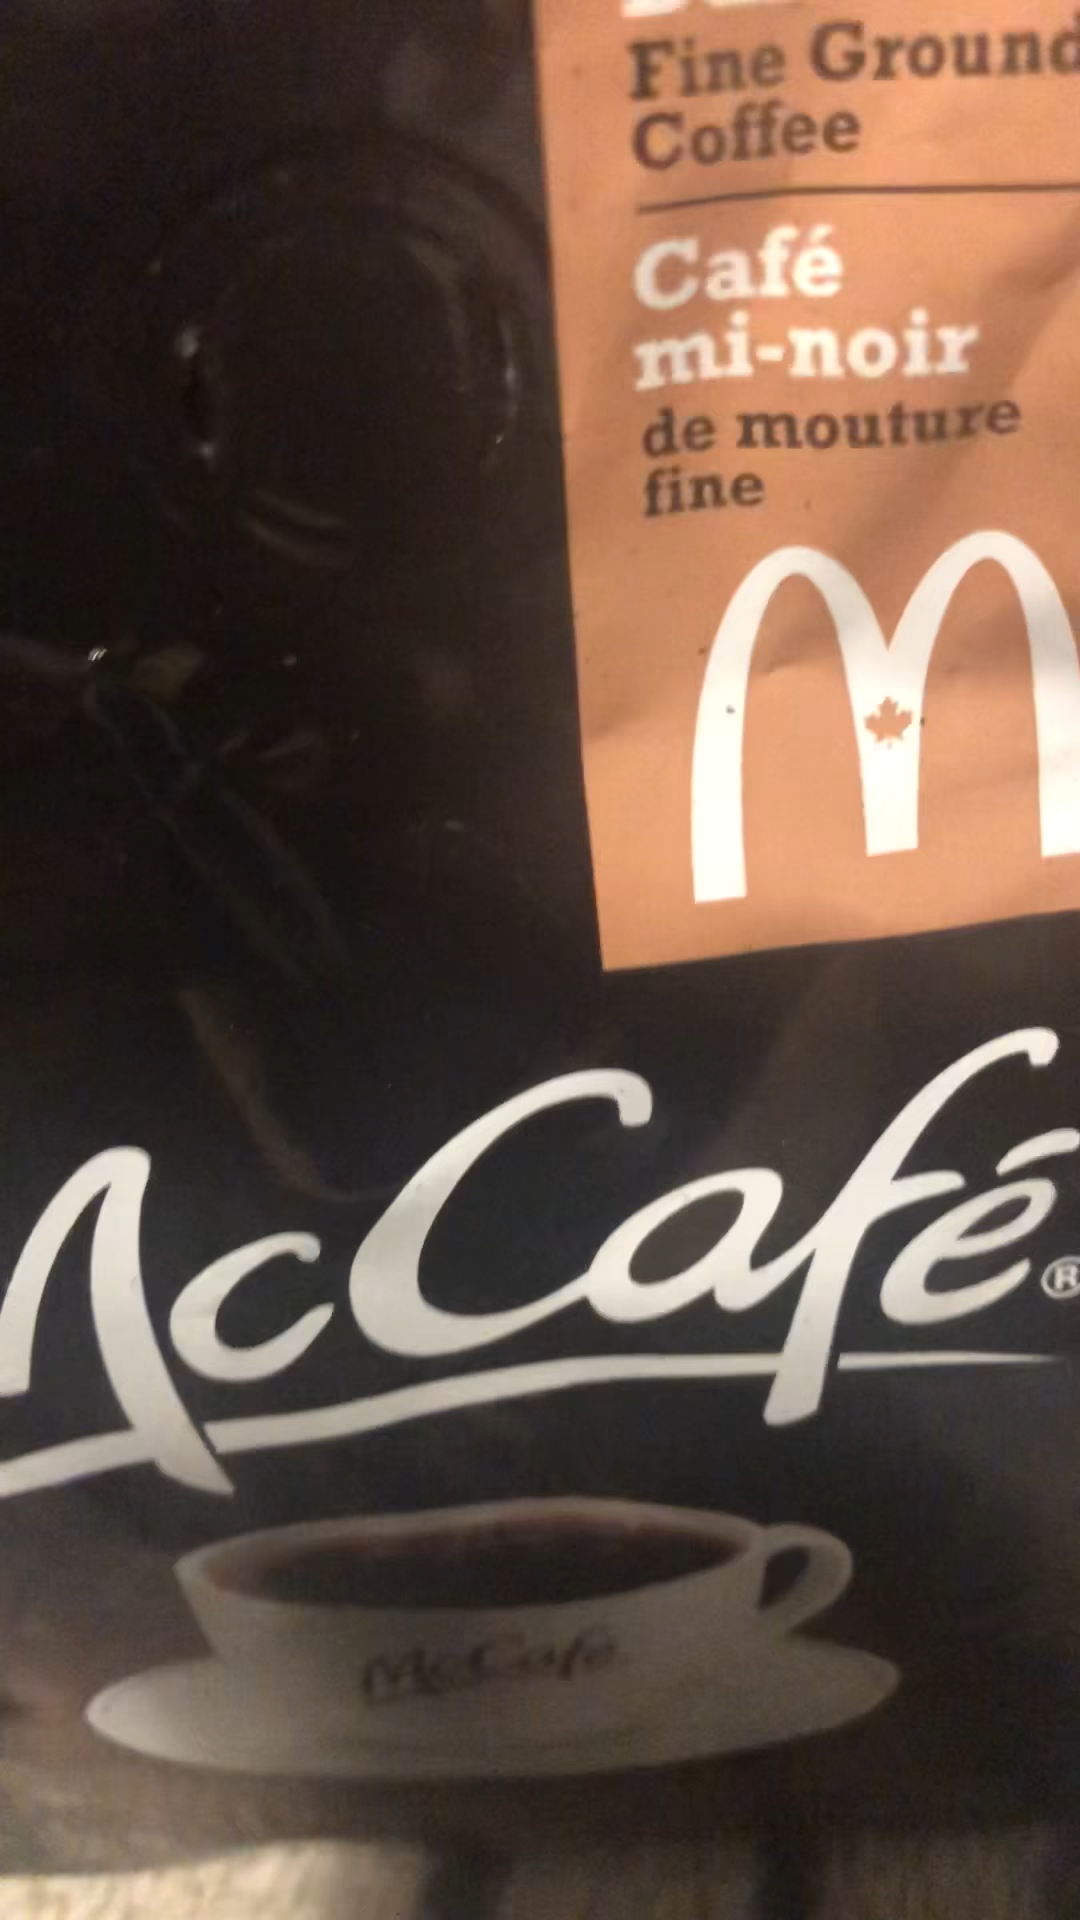 Fine Ground
Coffee
Café
mi-noir
de mouture
fine
McCafé®
McCafé